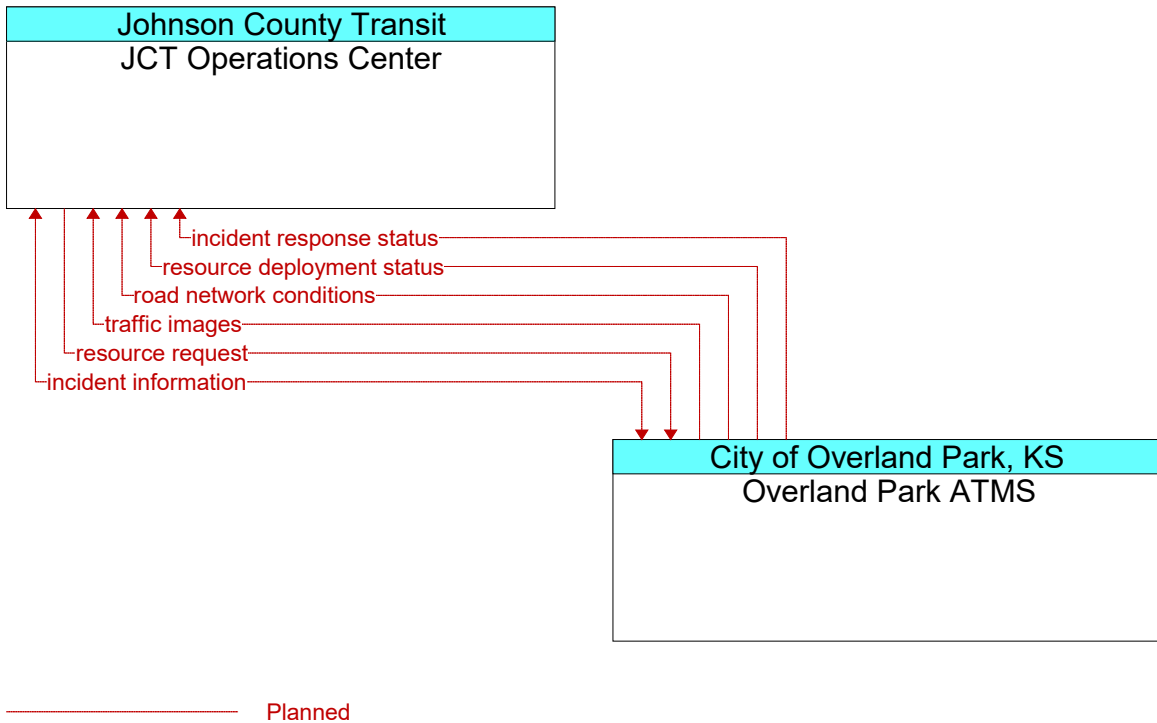 Johnson County Transit
JCT Operations Center
incident response status
resource deployment status
road network conditions
traffic images
resource request
incident information
City of Overland Park, KS
Overland Park ATMS
Planned